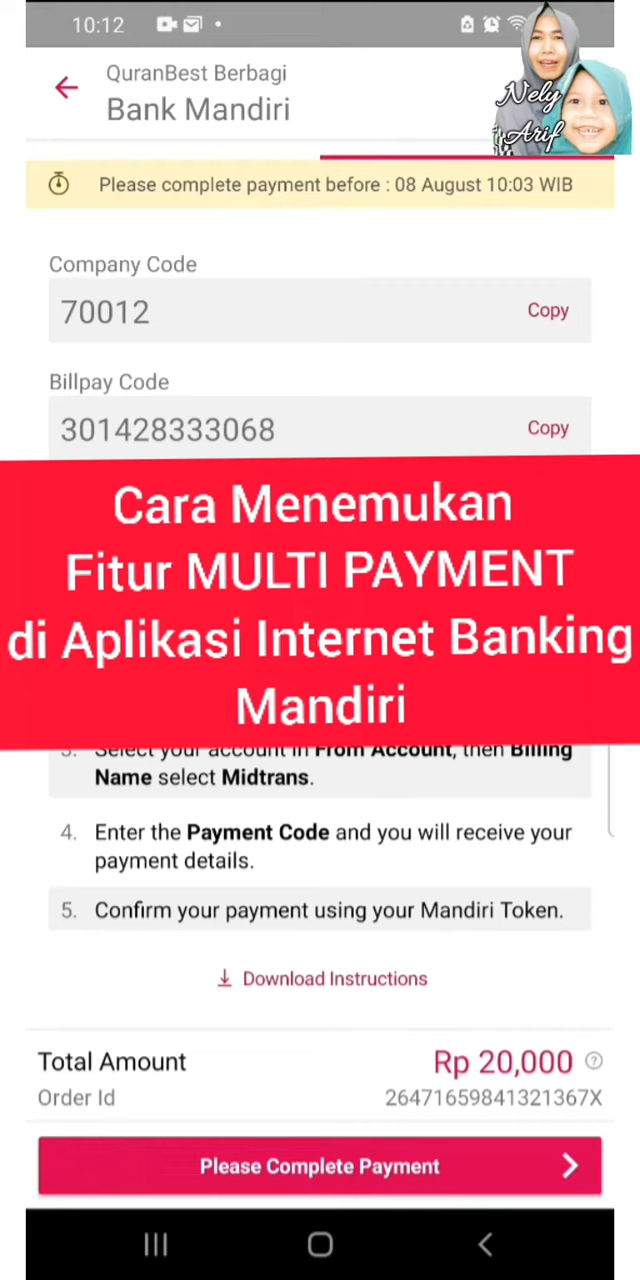 10:12
QuranBest Berbagi
Bank Mandiri
Nely
Arif
Please complete payment before : 08 August 10:03 WIB
Company Code
70012 Copy
Billpay Code
301428333068 Copy
Cara Menemukan
Fitur MULTI PAYMENT
di Aplikasi Internet Banking
Mandiri
3. Select your account in From Account, then Billing
Name select Midtrans.
4. Enter the Payment Code and you will receive your
payment details.
5. Confirm your payment using your Mandiri Token.
Download Instructions
Total Amount Rp 20,000 ?
Order Id 26471659841321367X
Please Complete Payment